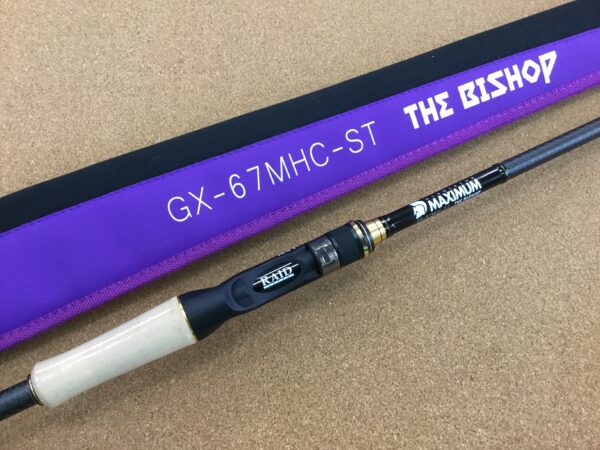 THE BISHOP
GX-67MHC-ST
MAXIMUM
RAID